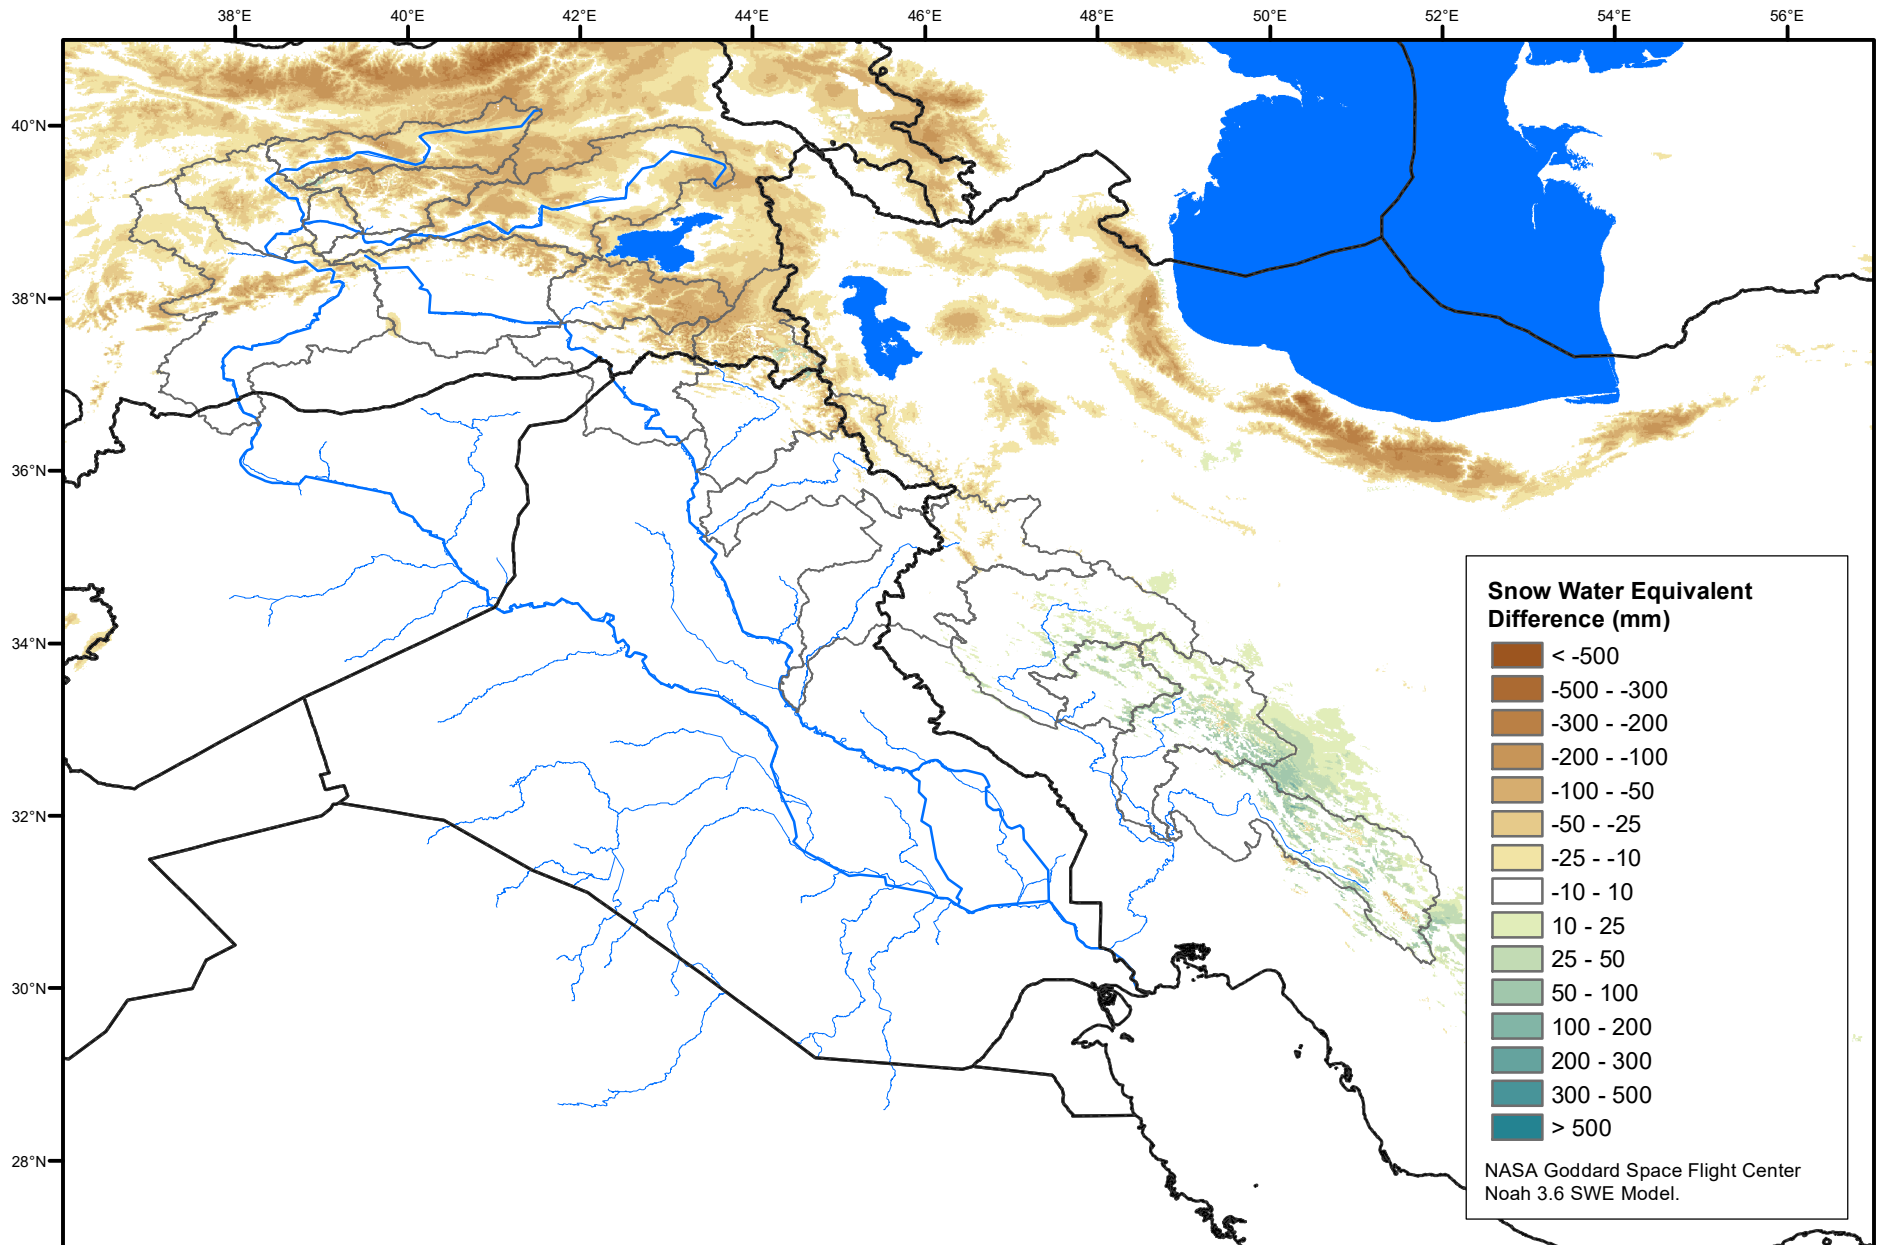 38°E 40°E 42°E 44°E 46°E 48°E 50°E 52°E 54°E 56°E
40°N
38°N
36°N
34°N
32°N
30°N
28°N
Snow Water Equivalent
Difference (mm)
< -500
-500 - -300
-300 - -200
-200 - -100
-100 - -50
-50 - -25
-25 - -10
-10 - 10
10 - 25
25 - 50
50 - 100
100 - 200
200 - 300
300 - 500
> 500
NASA Goddard Space Flight Center
Noah 3.6 SWE Model.